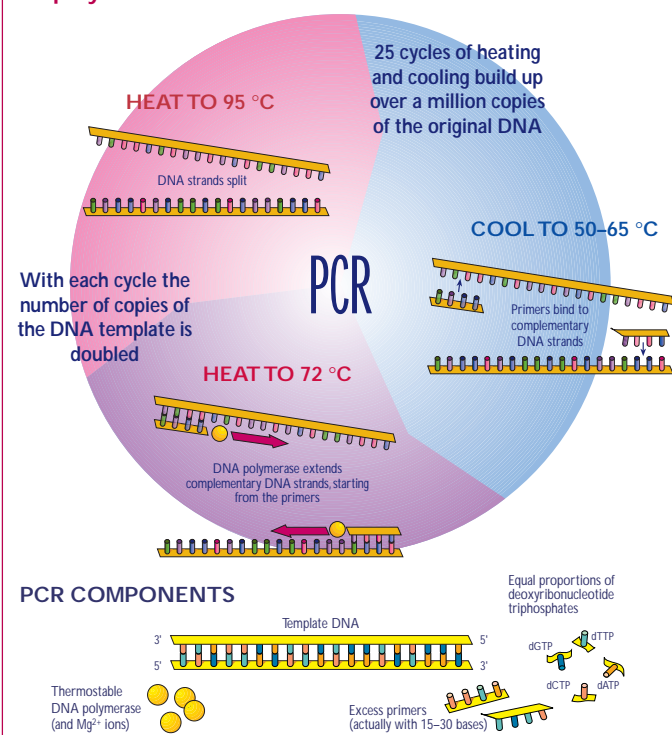 25 cycles of heating
and cooling build up
over a million copies
of the original DNA
HEAT TO 95 °C
DNA strands split
COOL TO 50–65 °C
Primers bind to
complementary
DNA strands
PCR
With each cycle the
number of copies of
the DNA template is
doubled
HEAT TO 72 °C
DNA polymerase extends
complementary DNA strands, starting
from the primers
PCR COMPONENTS
Equal proportions of
deoxyribonucleotide
triphosphates
Template DNA
3' 5'
5' 3'
dTTP
dGTP
dCTP
dATP
Thermostable
DNA polymerase
(and Mg²⁺ ions)
Excess primers
(actually with 15–30 bases)